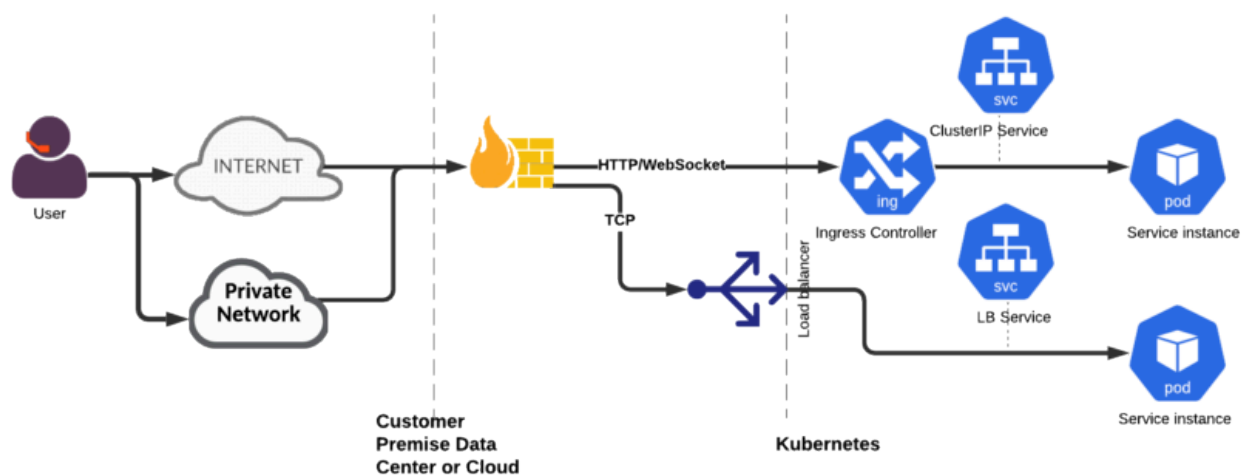 svc
ClusterIP Service
INTERNET
HTTP/WebSocket
ing
pod
User
Ingress Controller
Service instance
TCP
Private
Network
svc
LB Service
Load balancer
pod
Service instance
Customer
Premise Data
Center or Cloud
Kubernetes